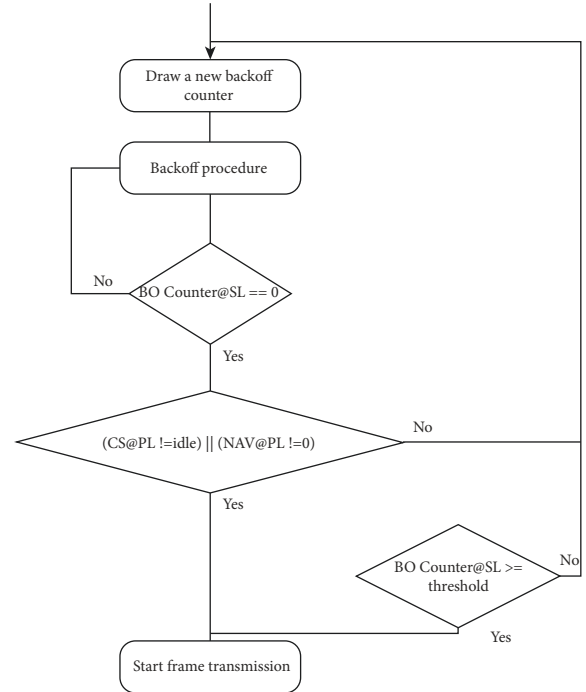 Draw a new backoff
counter
Backoff procedure
No
BO Counter@SL == 0
Yes
(CS@PL !=idle) || (NAV@PL !=0)
No
Yes
BO Counter@SL >=
threshold
No
Yes
Start frame transmission